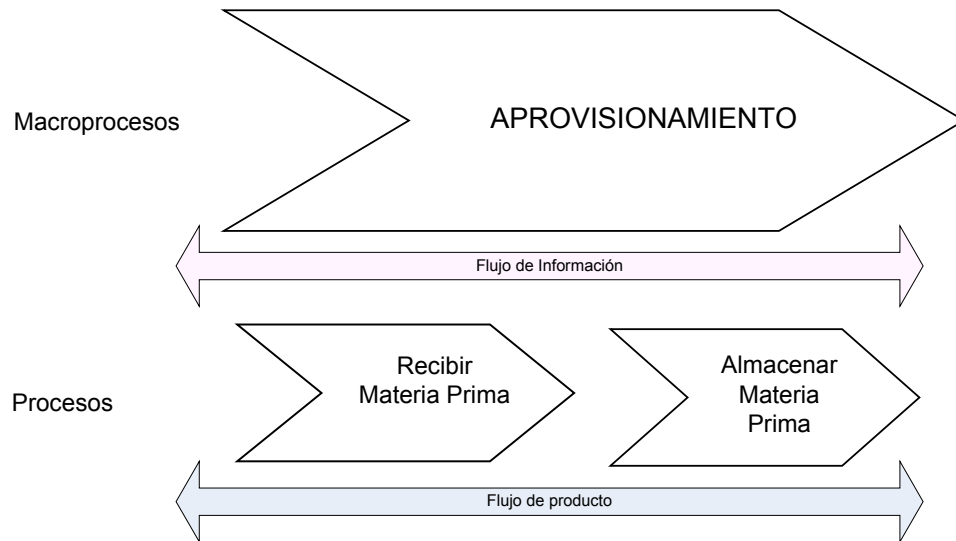 Macroprocesos
APROVISIONAMIENTO
Flujo de Información
Procesos
Recibir
Materia Prima
Almacenar
Materia
Prima
Flujo de producto